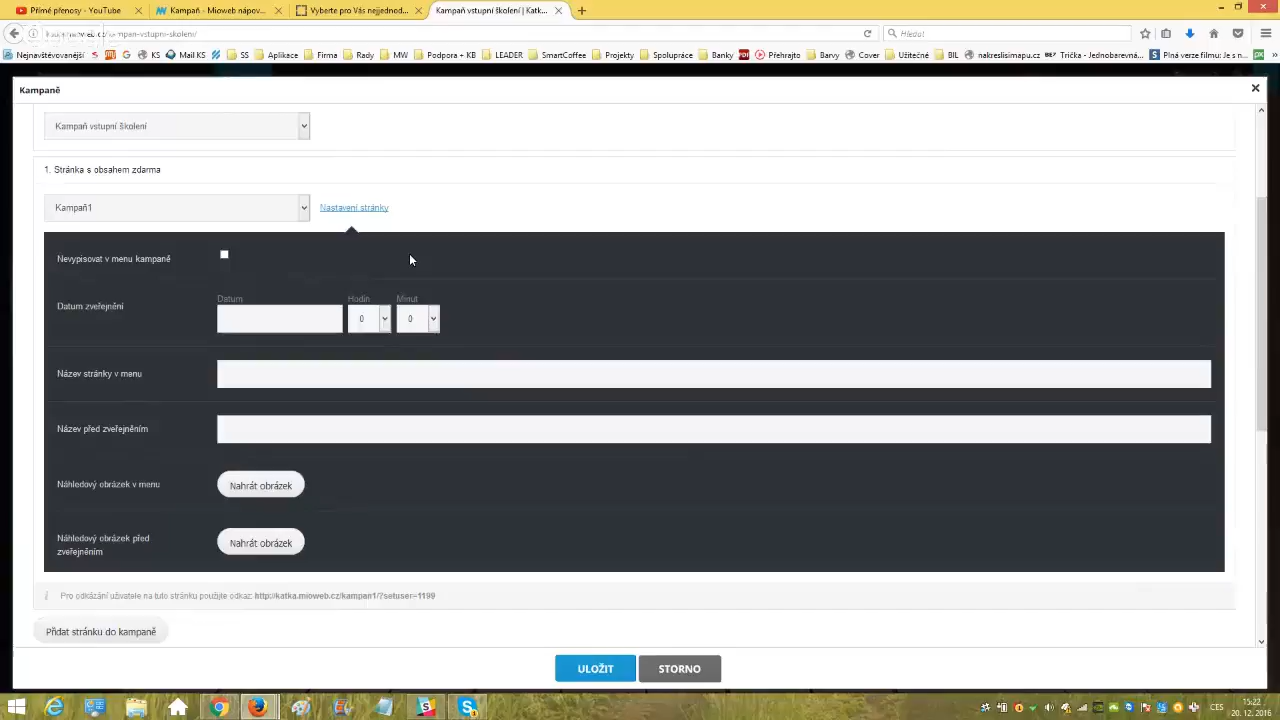 Přímé přenosy - YouTube
Kampaň - Mioweb nápov...
Vyberte pro Vás nejjednod...
Kampaň vstupní školení | Katk...
Hledat
Nejnavštěvovanější
G
KS
Mail KS
SS
Aplikace
Firma
Rady
MW
Podpora + KB
LEADER
SmartCoffee
Projekty
Spolupráce
Banky
Přehrajto
Barvy
Cover
Užitečné
BIL
nakreslisimapu.cz
Trička - Jednobarevná...
Plná verze filmu: Je s n...
Kampaně
Kampaň vstupní školení
1. Stránka s obsahem zdarma
Kampaň1
Nastavení stránky
Nevypisovat v menu kampaně
Datum
Hodin
Minut
Datum zveřejnění
0
0
Název stránky v menu
Název před zveřejněním
Náhledový obrázek v menu
Nahrát obrázek
Náhledový obrázek před
zveřejněním
Nahrát obrázek
Pro odkázání uživatele na tuto stránku použijte odkaz: http://katka.mioweb.cz/kampan1/?setuser=1199
Přidat stránku do kampaně
ULOŽIT
STORNO
CES
15:22
20. 12. 2016